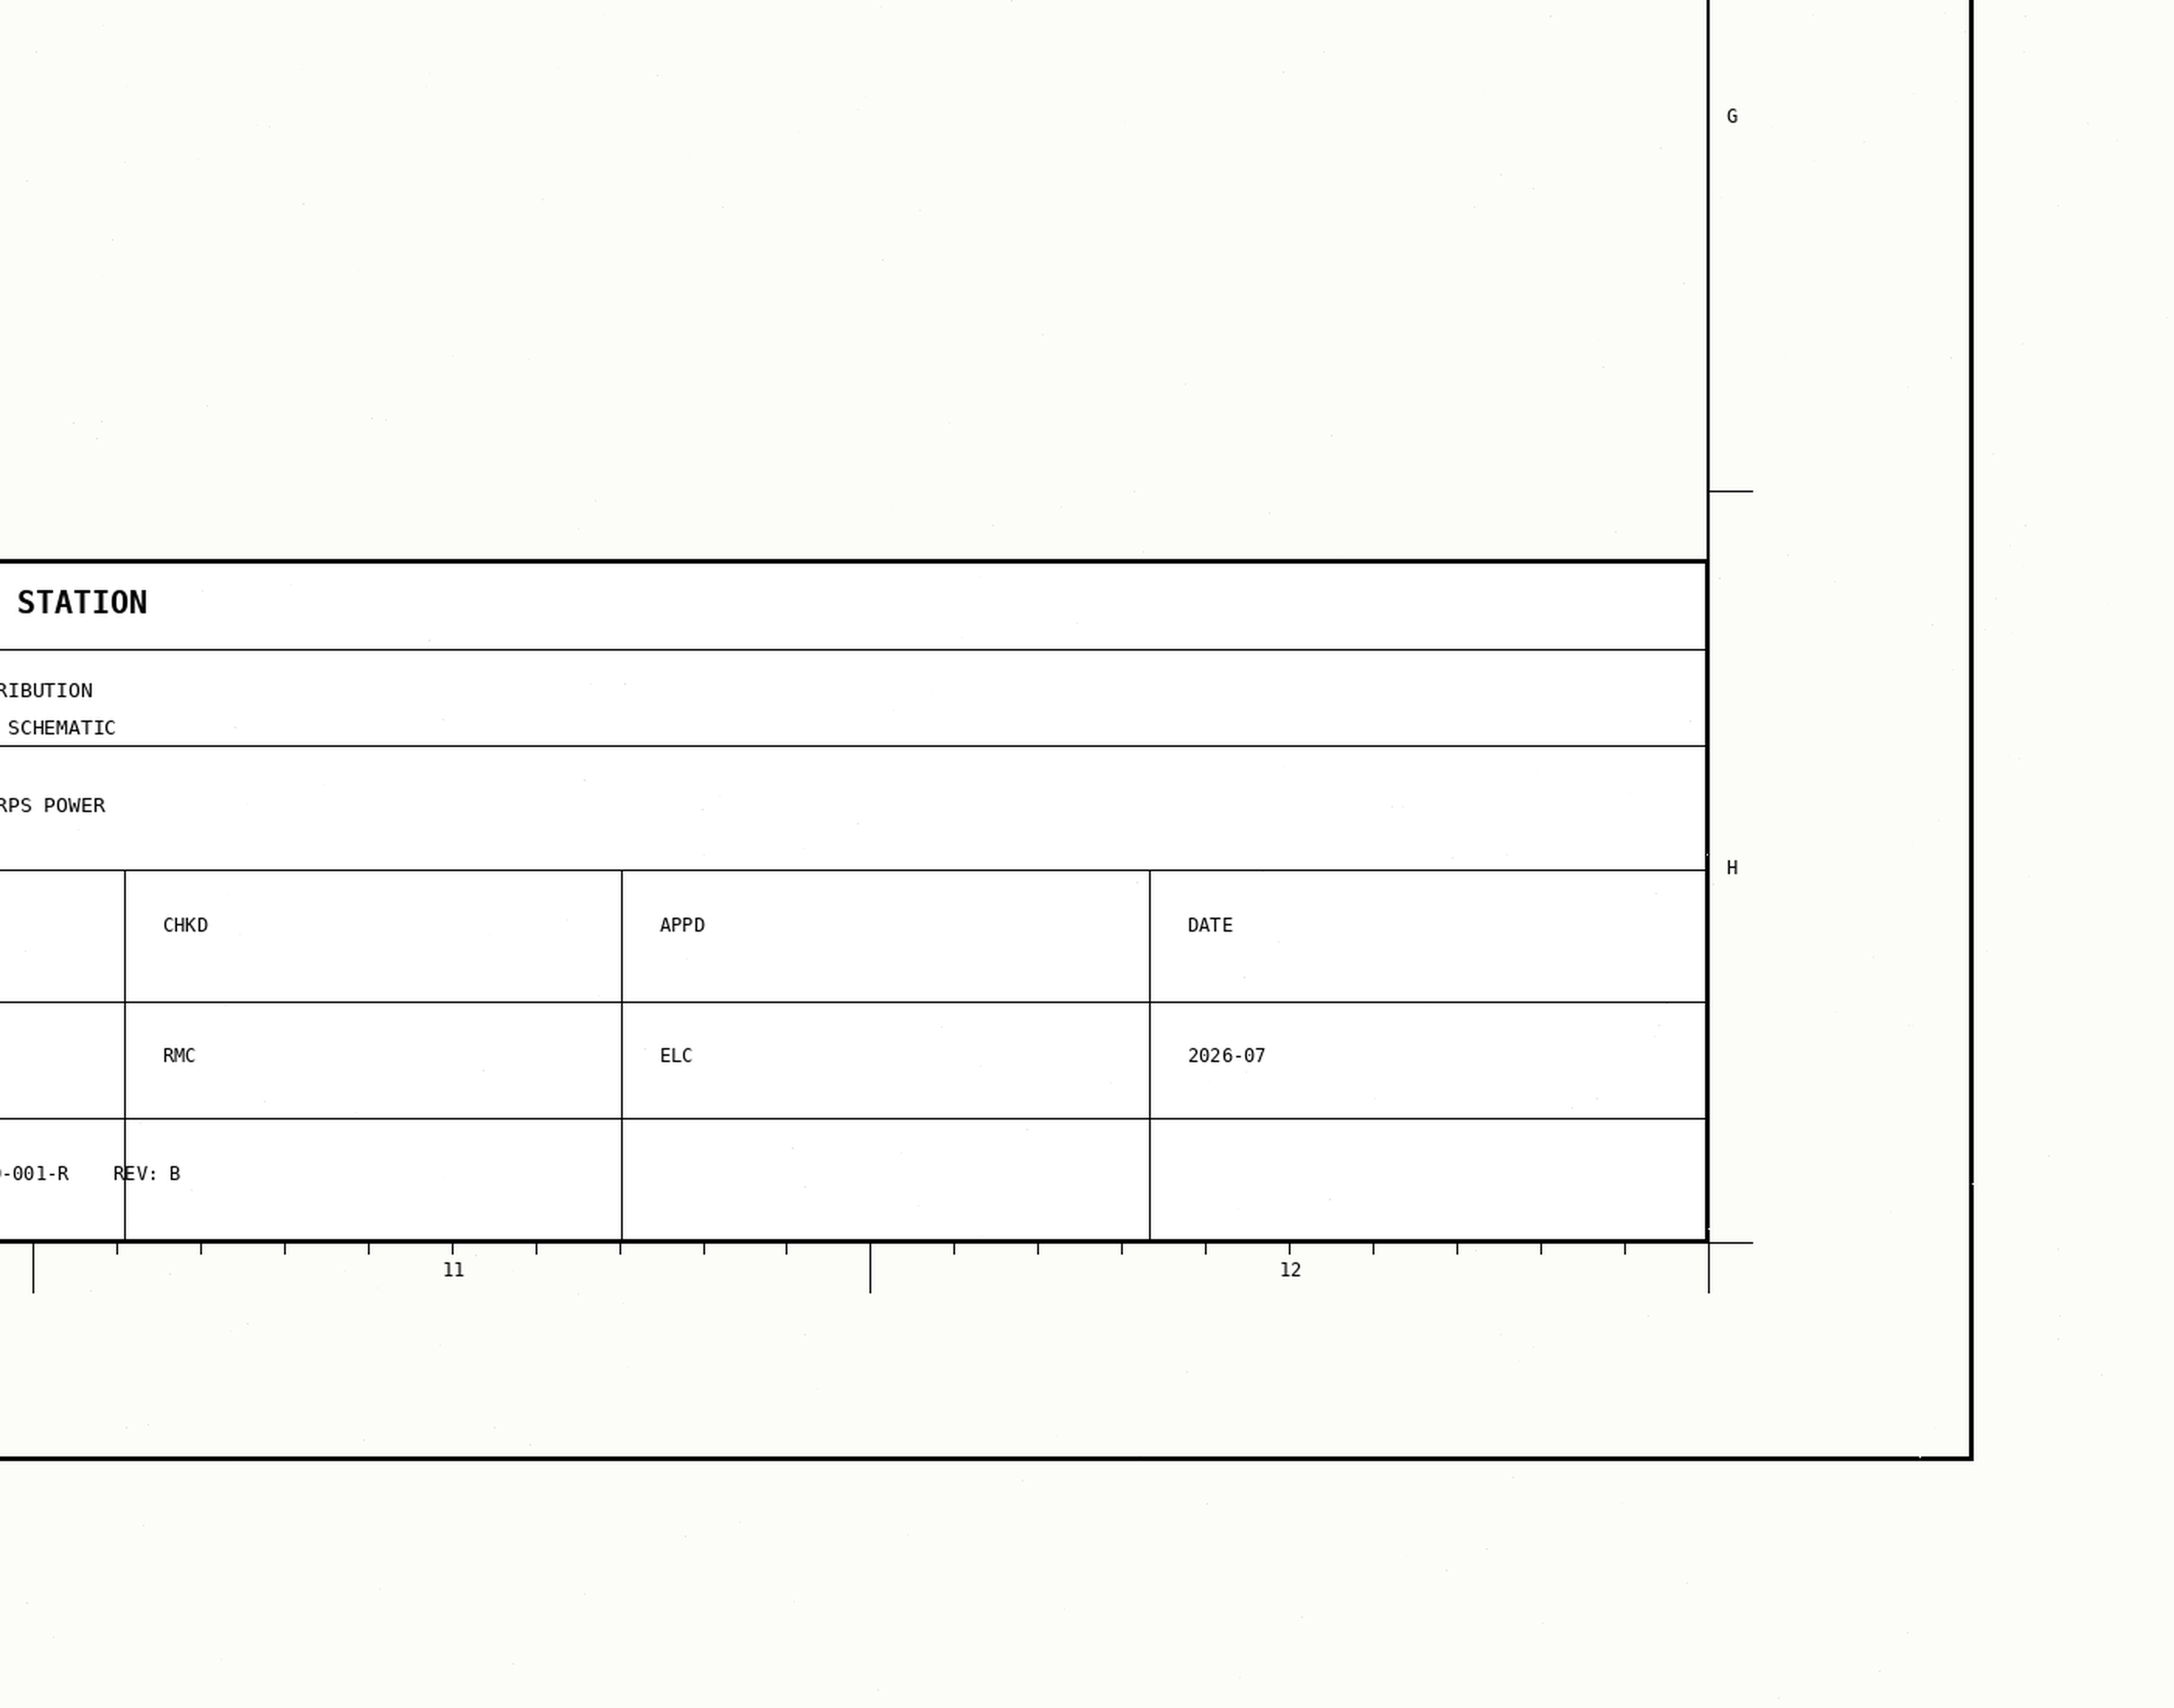 G
STATION
RIBUTION
SCHEMATIC
RPS POWER
H
CHKD APPD DATE
RMC ELC 2026-07
-001-R REV: B
11 12